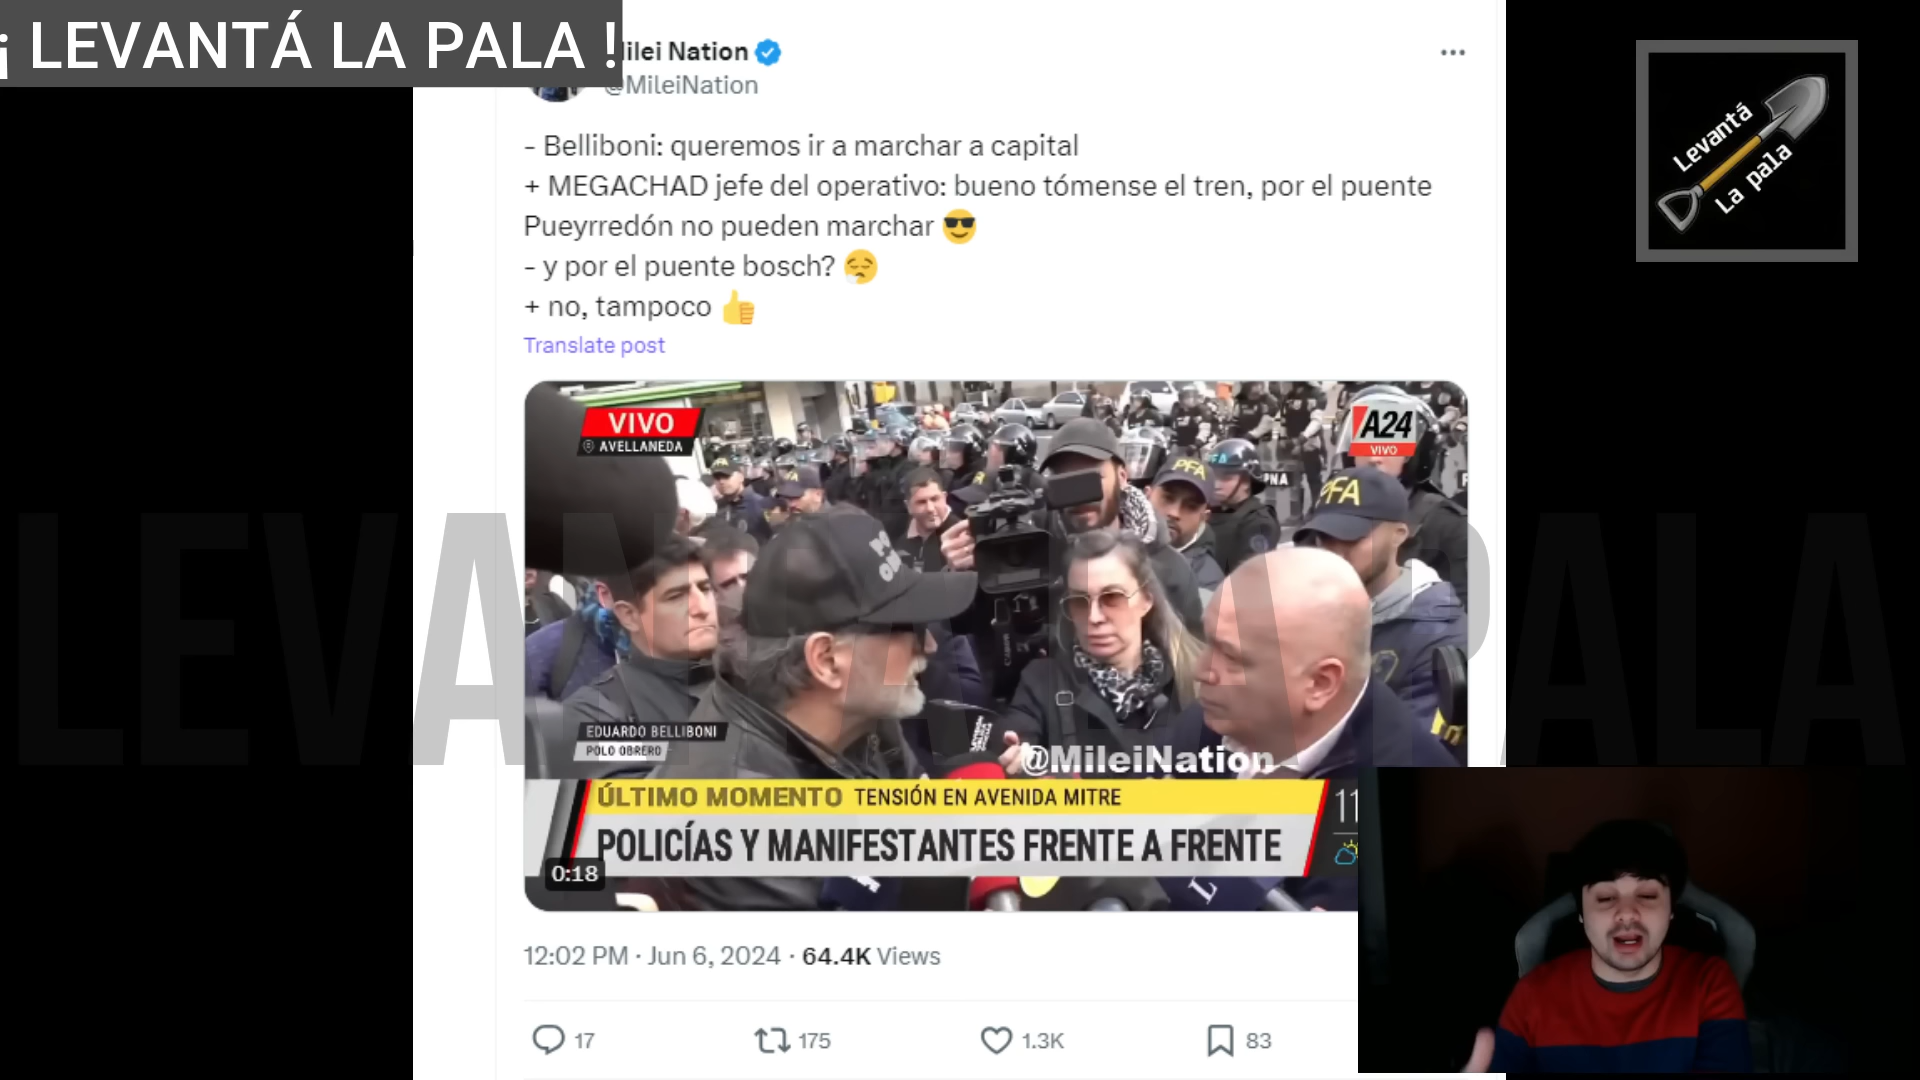 ¡ LEVANTÁ LA PALA !
Milei Nation
@MileiNation
- Belliboni: queremos ir a marchar a capital
+ MEGACHAD jefe del operativo: bueno tómense el tren, por el puente
Pueyrredón no pueden marchar 😎
- y por el puente bosch? 😮‍💨
+ no, tampoco 👍
Translate post
VIVO
AVELLANEDA
A24
VIVO
PFA
PFA
PNA
EDUARDO BELLIBONI
POLO OBRERO
@MileiNation
ÚLTIMO MOMENTO TENSIÓN EN AVENIDA MITRE
POLICÍAS Y MANIFESTANTES FRENTE A FRENTE
11
0:18
12:02 PM · Jun 6, 2024 · 64.4K Views
17 175 1.3K 83
Levantá
La pala
LEVANTÁ LA PALA